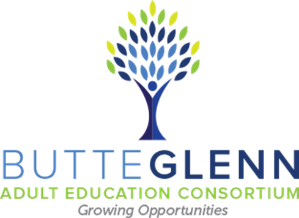 BUTTEGLENN
ADULT EDUCATION CONSORTIUM
Growing Opportunities